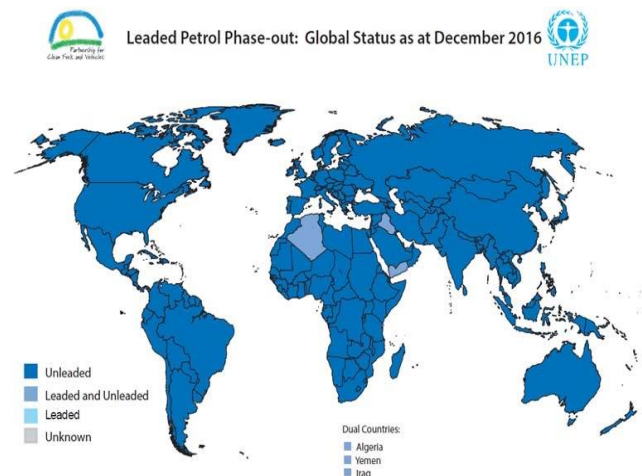 Partnership for
Clean Fuels and Vehicles
Leaded Petrol Phase-out: Global Status as at December 2016
UNEP
Unleaded
Leaded and Unleaded
Leaded
Unknown
Dual Countries:
Algeria
Yemen
Iraq